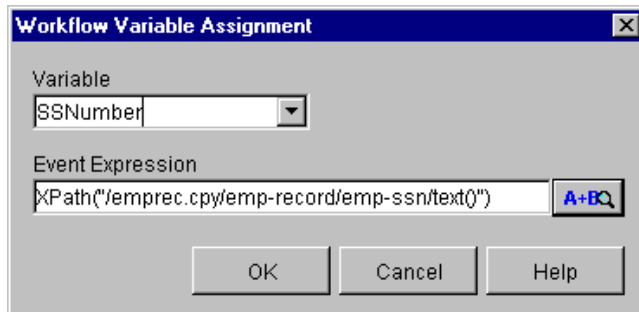 Workflow Variable Assignment
Variable
SSNumber
Event Expression
XPath("/emprec.cpy/emp-record/emp-ssn/text()")
A+B
OK Cancel Help